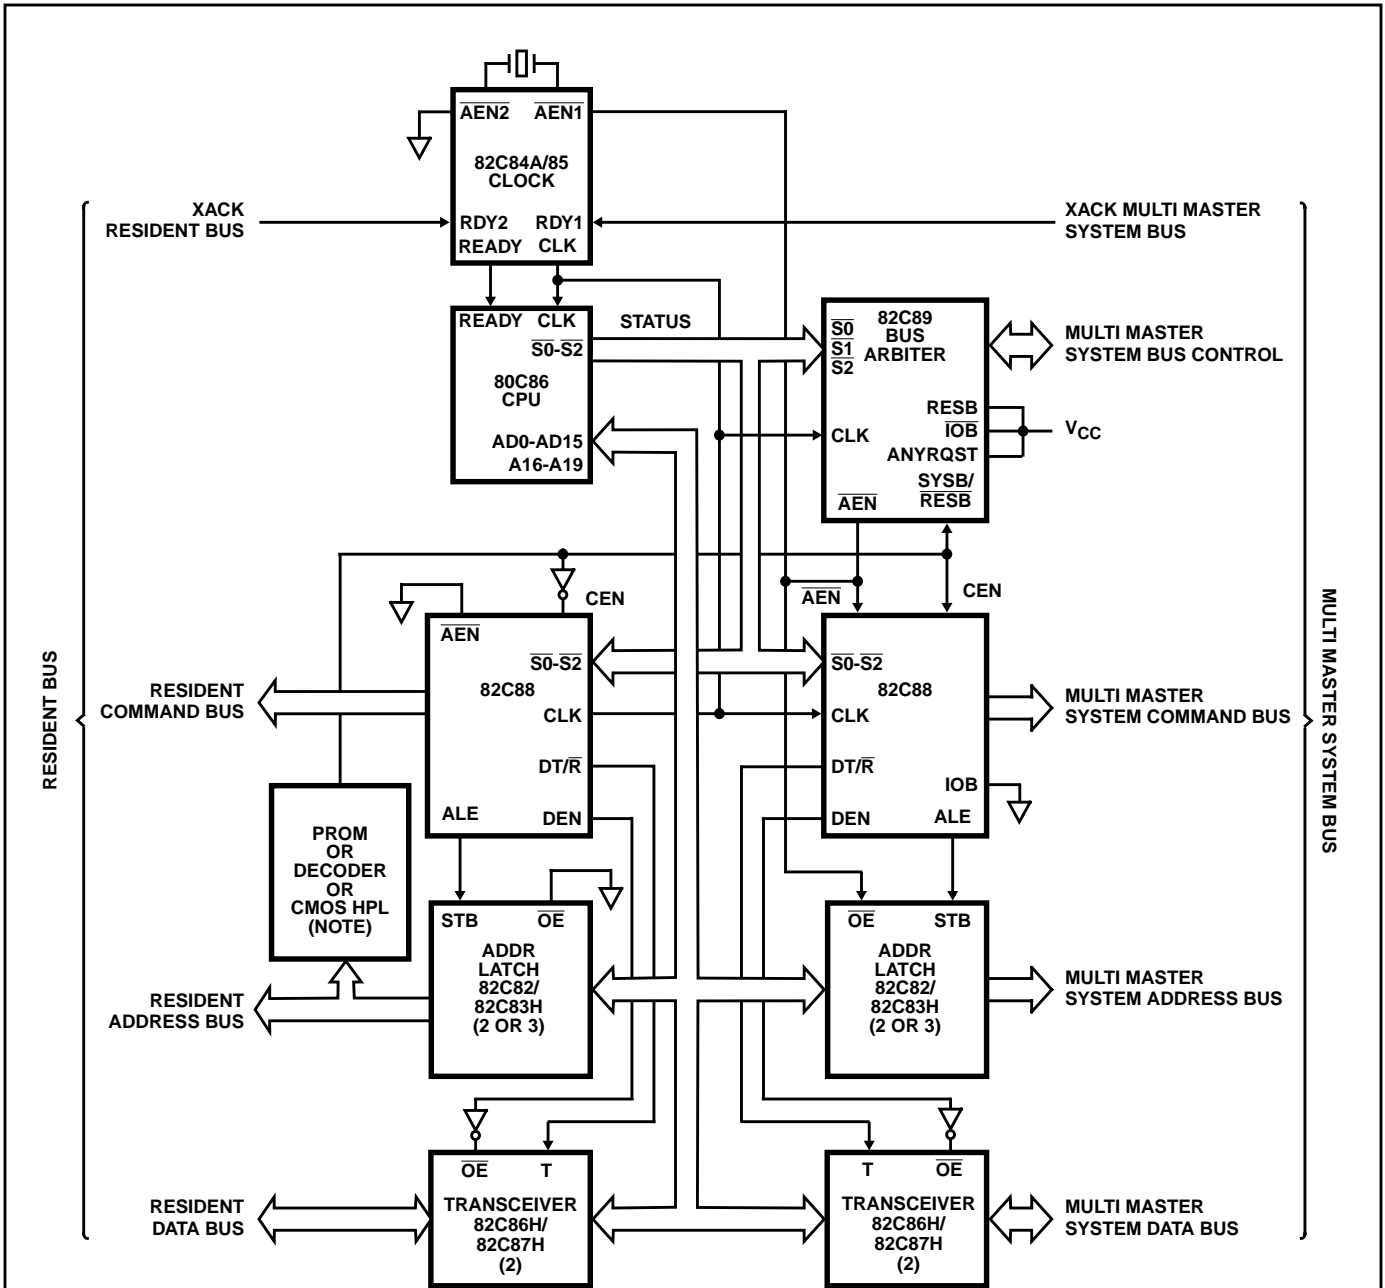 AEN2 AEN1
82C84A/85
CLOCK
RDY2 RDY1
READY CLK
XACK
RESIDENT BUS
XACK MULTI MASTER
SYSTEM BUS
READY CLK
S0-S2
80C86
CPU
AD0-AD15
A16-A19
STATUS
82C89
BUS
ARBITER
S0
S1
S2
CLK
RESB
IOB
ANYRQST
SYSB/
RESB
AEN
MULTI MASTER
SYSTEM BUS CONTROL
VCC
CEN
AEN
CEN
AEN
S0-S2
82C88
CLK
DT/R
DEN
ALE
S0-S2
82C88
CLK
DT/R
DEN
IOB
ALE
RESIDENT
COMMAND BUS
MULTI MASTER
SYSTEM COMMAND BUS
RESIDENT BUS
MULTI MASTER SYSTEM BUS
PROM
OR
DECODER
OR
CMOS HPL
(NOTE)
STB OE
ADDR
LATCH
82C82/
82C83H
(2 OR 3)
OE STB
ADDR
LATCH
82C82/
82C83H
(2 OR 3)
RESIDENT
ADDRESS BUS
MULTI MASTER
SYSTEM ADDRESS BUS
OE T
TRANSCEIVER
82C86H/
82C87H
(2)
T OE
TRANSCEIVER
82C86H/
82C87H
(2)
RESIDENT
DATA BUS
MULTI MASTER
SYSTEM DATA BUS